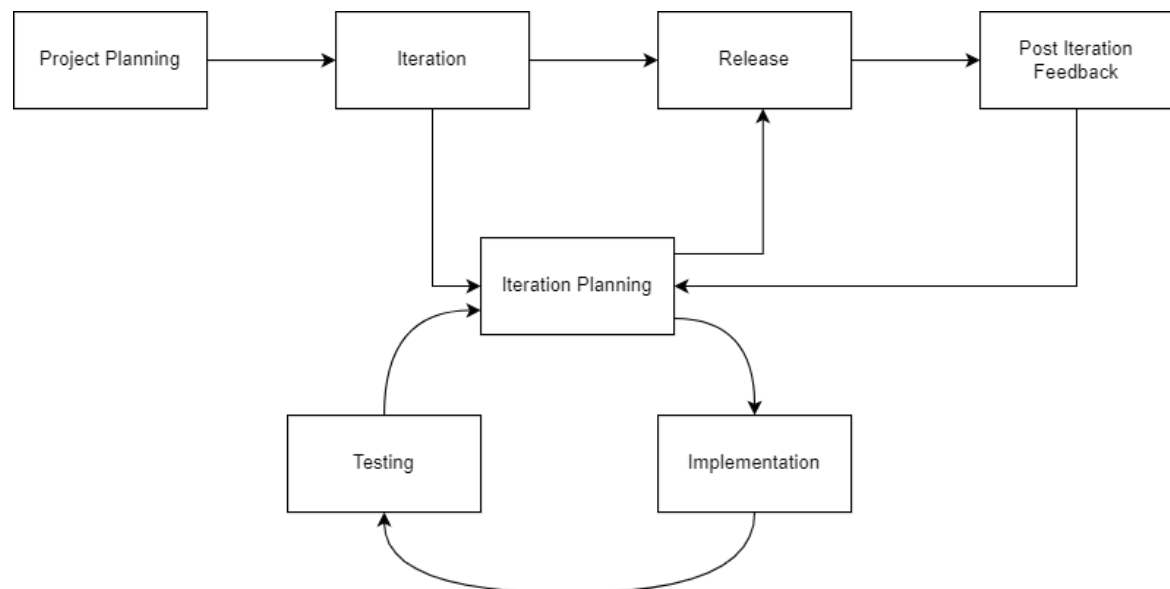 Project Planning
Iteration
Release
Post Iteration
Feedback
Iteration Planning
Testing
Implementation